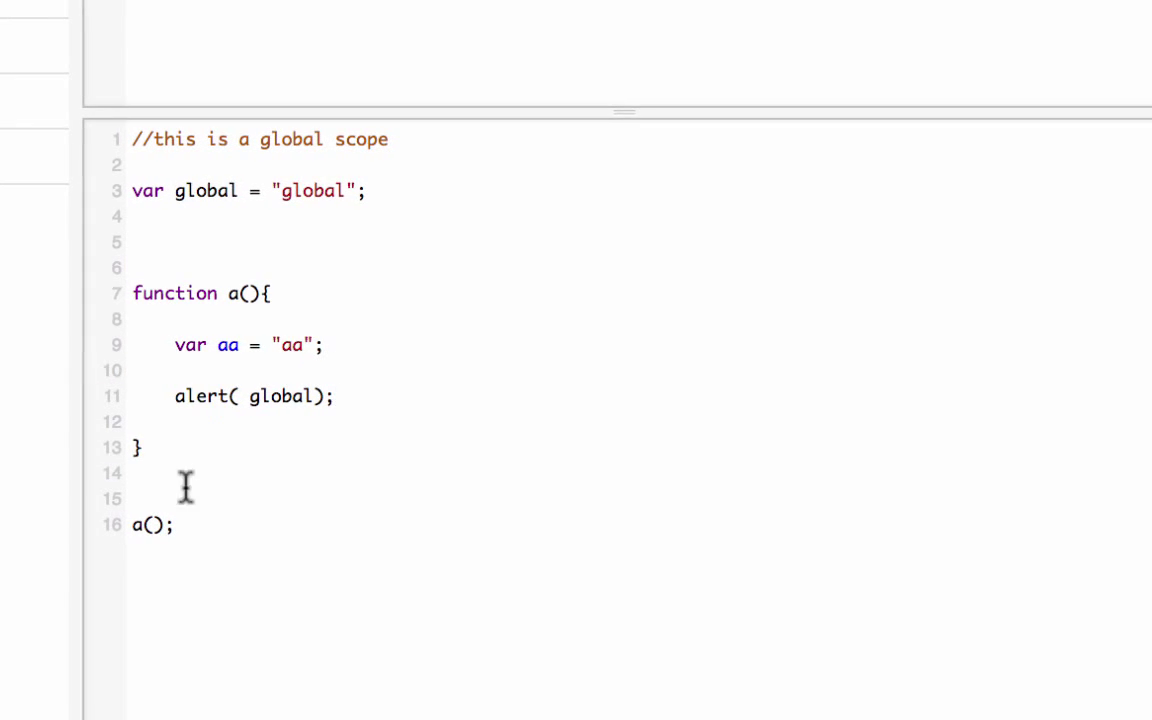 1 //this is a global scope
2
3 var global = "global";
4
5
6
7 function a(){
8
9 var aa = "aa";
10
11 alert( global);
12
13 }
14
15
16 a();